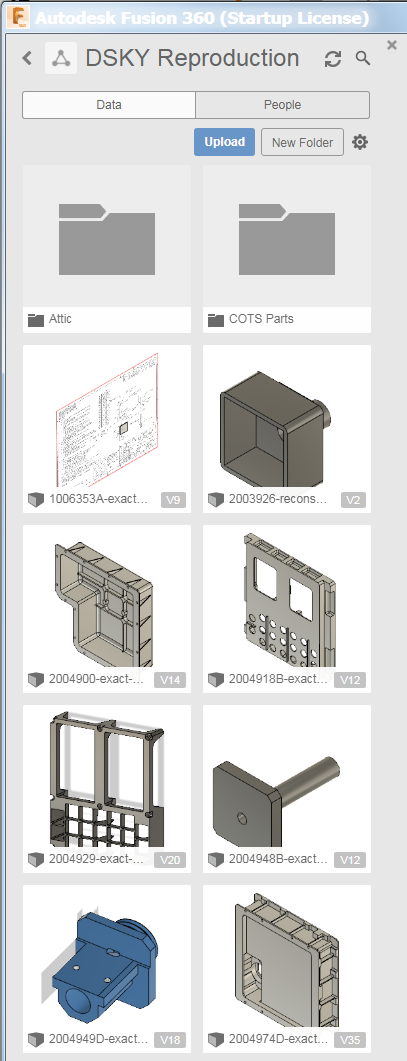 Autodesk Fusion 360 (Startup License)
DSKY Reproduction
Data People
Upload New Folder
Attic COTS Parts
1006353A-exact... V9 2003926-recons... V2
2004900-exact-... V14 2004918B-exact... V12
2004929-exact-... V20 2004948B-exact... V12
2004949D-exact... V18 2004974D-exact... V35